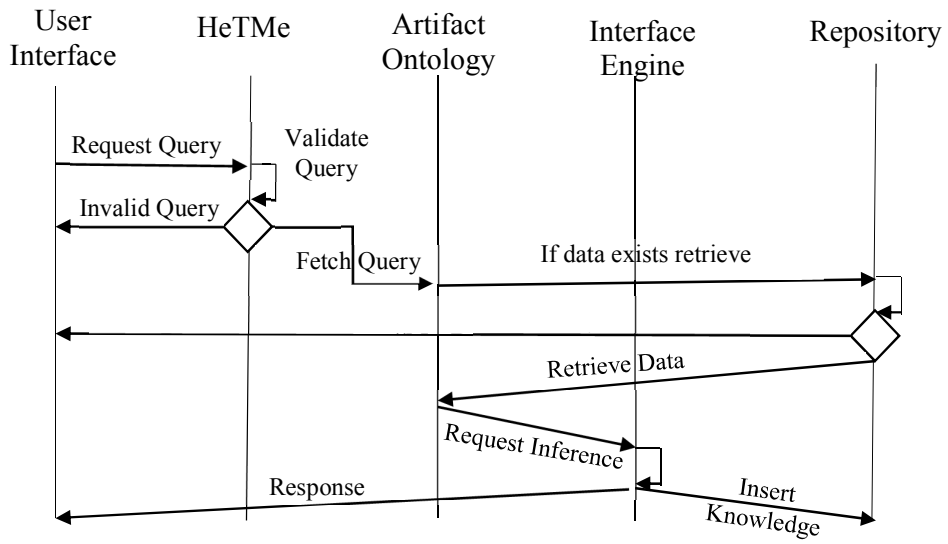 User
Interface
HeTMe
Artifact
Ontology
Interface
Engine
Repository
Request Query
Validate
Query
Invalid Query
Fetch Query
If data exists retrieve
Retrieve Data
Request Inference
Response
Insert
Knowledge